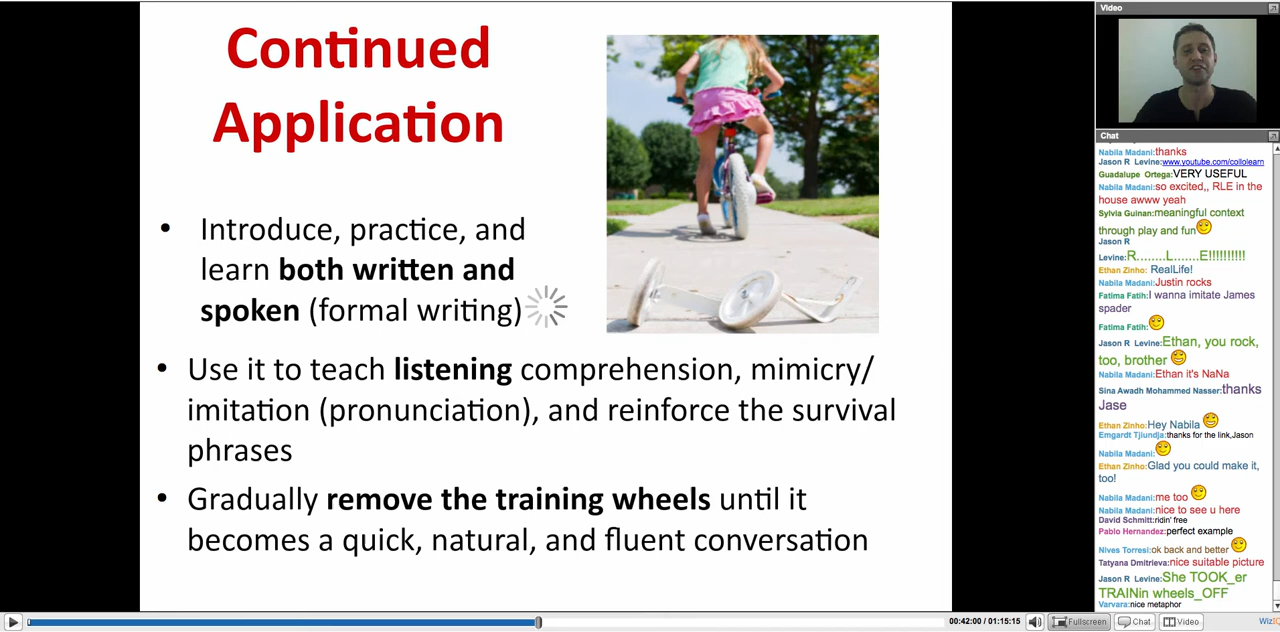 Continued
Application
• Introduce, practice, and
learn both written and
spoken (formal writing)
• Use it to teach listening comprehension, mimicry/
imitation (pronunciation), and reinforce the survival
phrases
• Gradually remove the training wheels until it
becomes a quick, natural, and fluent conversation
Video
Chat
Nabila Madani:thanks
Jason R Levine:www.youtube.com/collolearn
Guadalupe Ortega:VERY USEFUL
Nabila Madani:so excited,, RLE in the
house awww yeah
Sylvia Guinan:meaningful context
through play and fun
Jason R
Levine:R........L.......E!!!!!!!!!!
Ethan Zinho: RealLife!
Nabila Madani:Justin rocks
Fatima Fatih:I wanna imitate James
spader
Fatima Fatih:
Jason R Levine:Ethan, you rock,
too, brother
Nabila Madani:Ethan it's NaNa
Sina Awadh Mohammed Nasser:thanks
Jase
Ethan Zinho:Hey Nabila
Emgardt Tjiundja:thanks for the link,Jason
Nabila Madani:
Ethan Zinho:Glad you could make it,
too!
Nabila Madani:me too
Nabila Madani:nice to see u here
David Schmitt:ridin' free
Pablo Hernandez:perfect example
Nives Torresi:ok back and better
Tatyana Dmitrieva:nice suitable picture
Jason R Levine:She TOOK_er
TRAINin wheels_OFF
Varvara:nice metaphor
00:42:00 / 01:15:15
Fullscreen
Chat
Video
WizIQ